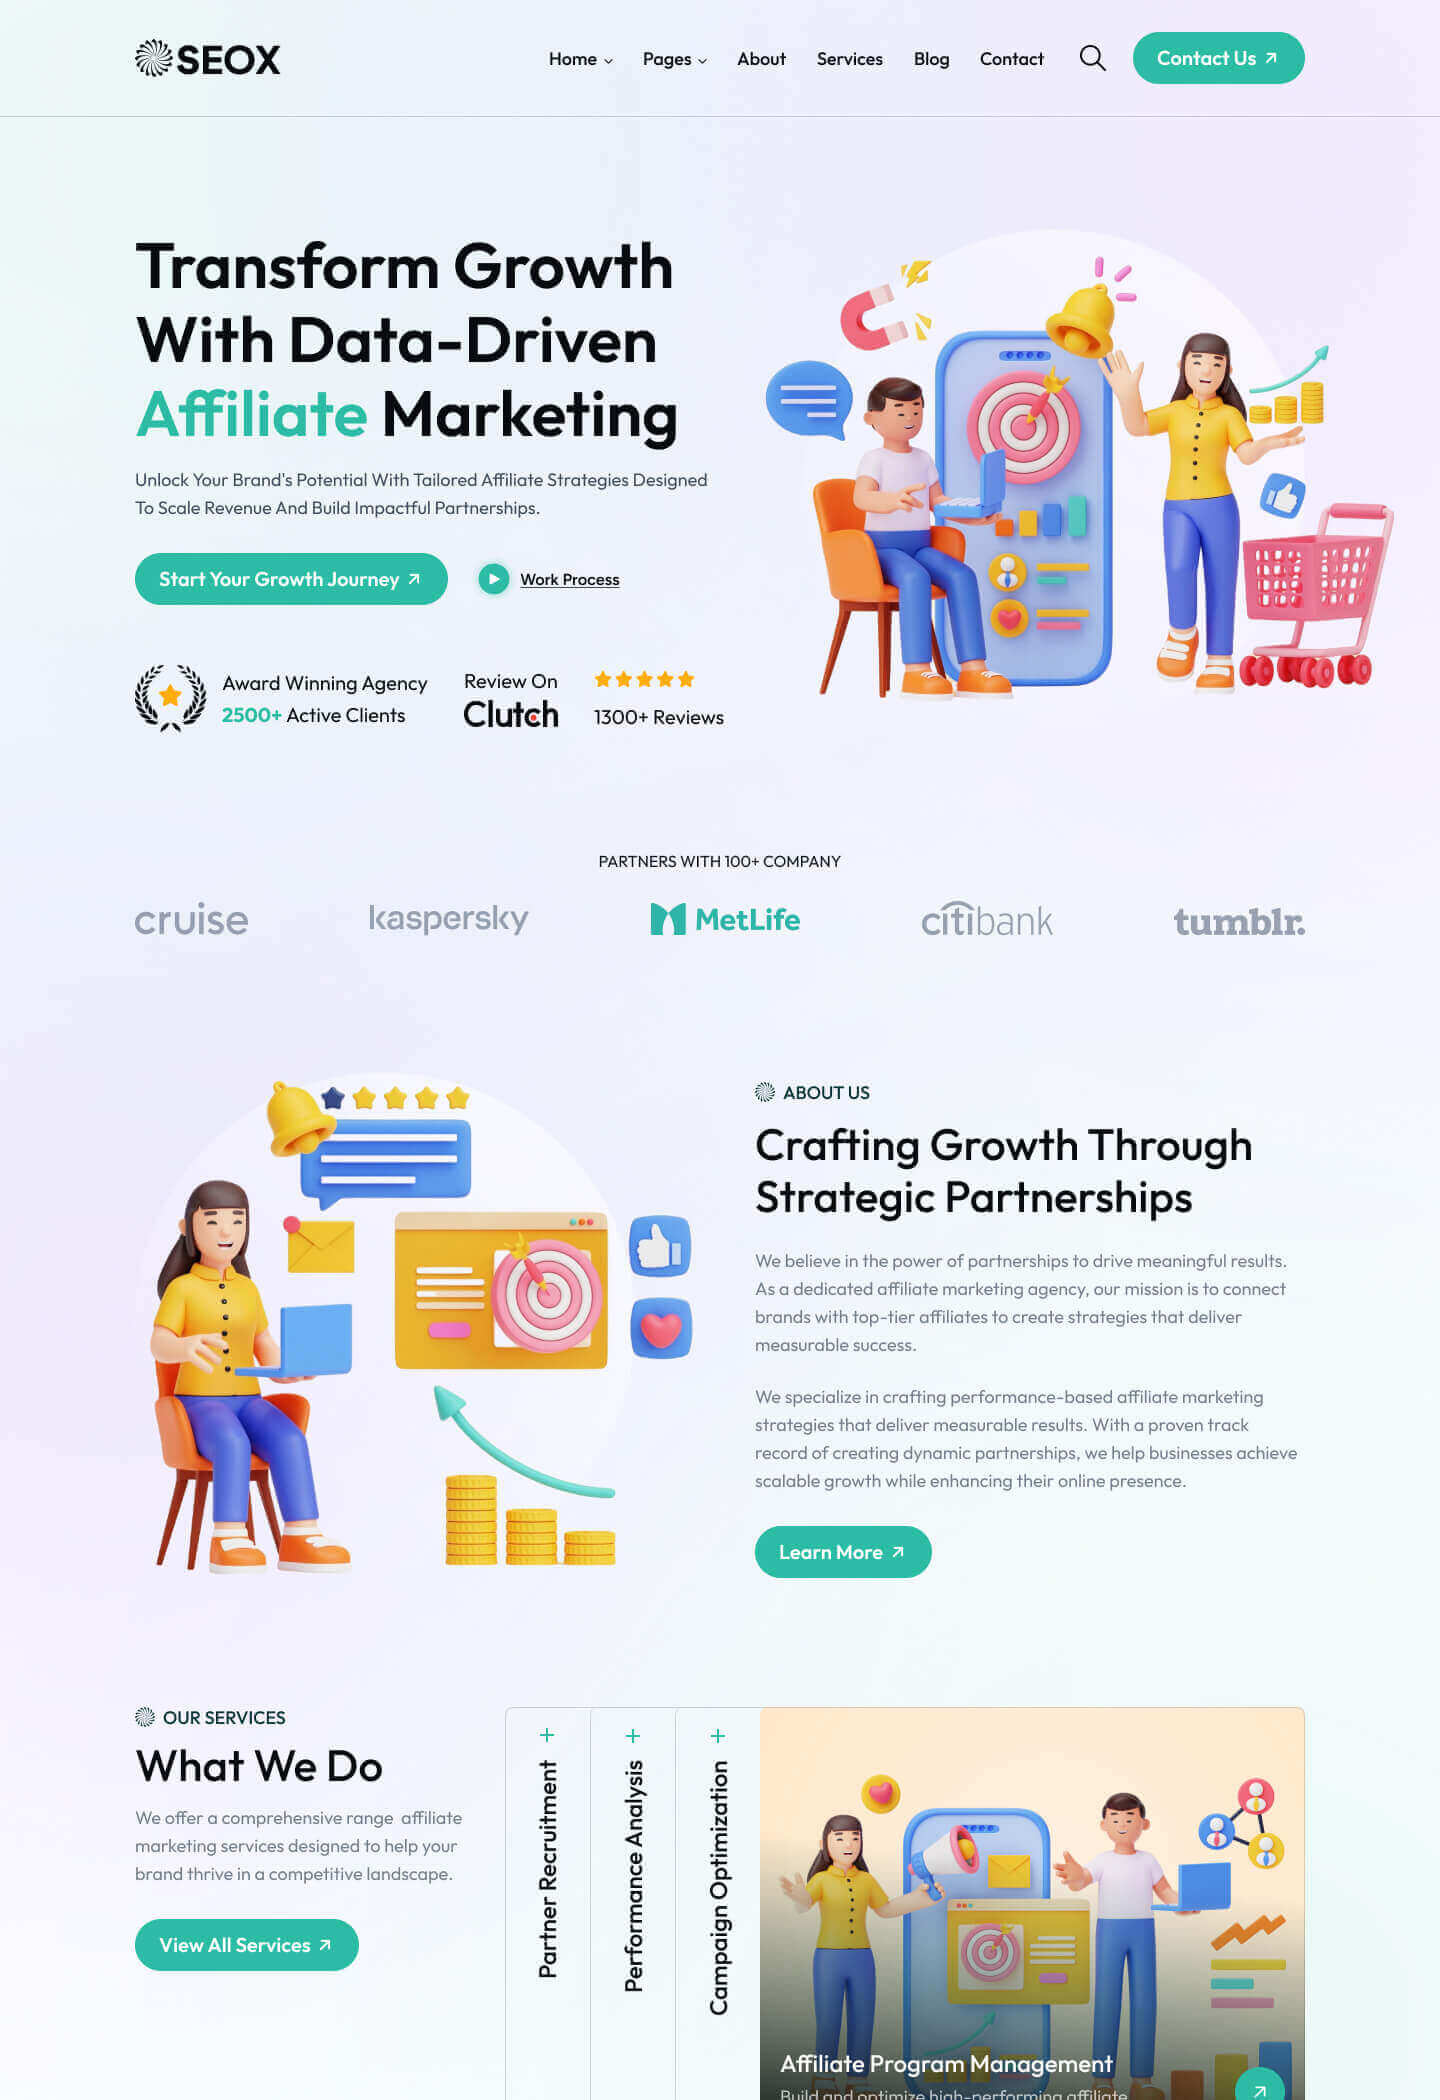 SEOX
Home
Pages
About
Services
Blog
Contact
Contact Us
Transform Growth
With Data-Driven
Affiliate Marketing
Unlock Your Brand's Potential With Tailored Affiliate Strategies Designed
To Scale Revenue And Build Impactful Partnerships.
Start Your Growth Journey
Work Process
Award Winning Agency
2500+ Active Clients
Review On
Clutch
1300+ Reviews
PARTNERS WITH 100+ COMPANY
cruise
kaspersky
MetLife
citibank
tumblr.
ABOUT US
Crafting Growth Through
Strategic Partnerships
We believe in the power of partnerships to drive meaningful results.
As a dedicated affiliate marketing agency, our mission is to connect
brands with top-tier affiliates to create strategies that deliver
measurable success.
We specialize in crafting performance-based affiliate marketing
strategies that deliver measurable results. With a proven track
record of creating dynamic partnerships, we help businesses achieve
scalable growth while enhancing their online presence.
Learn More
OUR SERVICES
What We Do
We offer a comprehensive range affiliate
marketing services designed to help your
brand thrive in a competitive landscape.
View All Services
Partner Recruitment
Performance Analysis
Campaign Optimization
Affiliate Program Management
Build and optimize high-performing affiliate